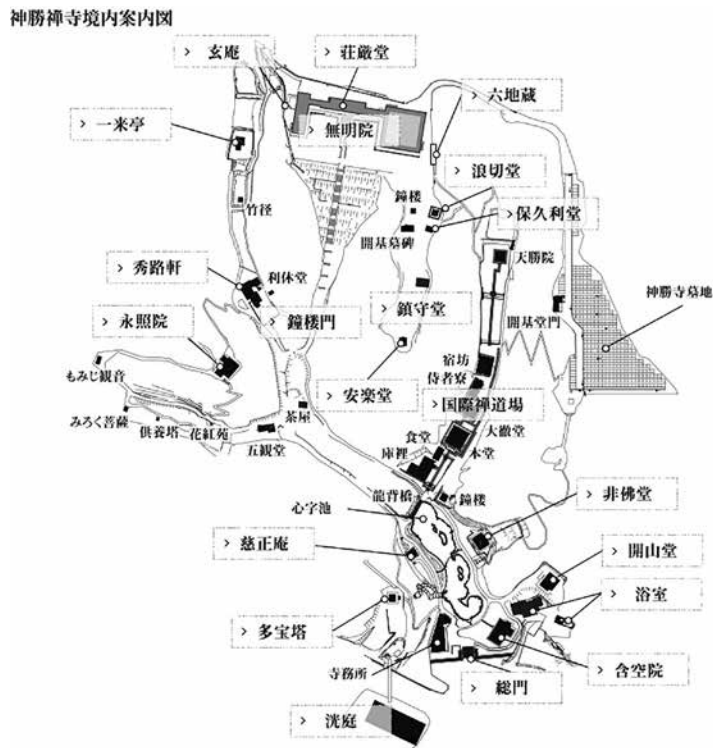 神勝禅寺境内案内図
› 玄庵
› 荘厳堂
› 六地蔵
› 一来亭
› 無明院
› 浪切堂
鐘楼
› 保久利堂
竹径
開基墓碑
天勝院
› 秀路軒
利休堂
神勝寺墓地
› 鎮守堂
開基堂門
› 鐘楼門
› 永照院
宿坊
侍者寮
もみじ観音
› 安楽堂
› 国際禅道場
茶屋
みろく菩薩
供養塔
花紅苑
五観堂
大徹堂
食堂
本堂
庫裡
龍背橋
鐘楼
› 非佛堂
心字池
› 慈正庵
› 開山堂
› 浴室
› 多宝塔
› 含空院
寺務所
› 総門
› 洸庭